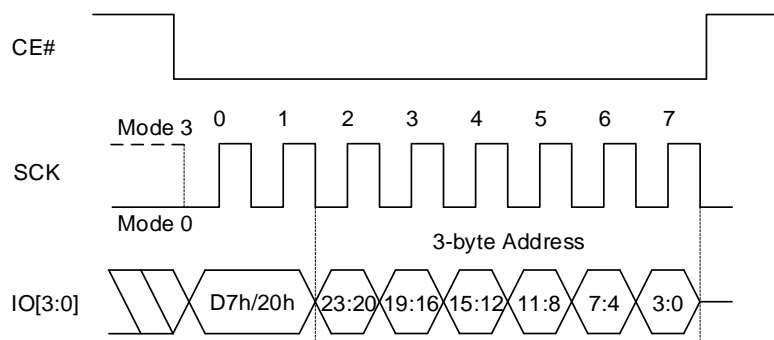 CE#
Mode 3
0 1 2 3 4 5 6 7
SCK
Mode 0
3-byte Address
IO[3:0]
D7h/20h 23:20 19:16 15:12 11:8 7:4 3:0